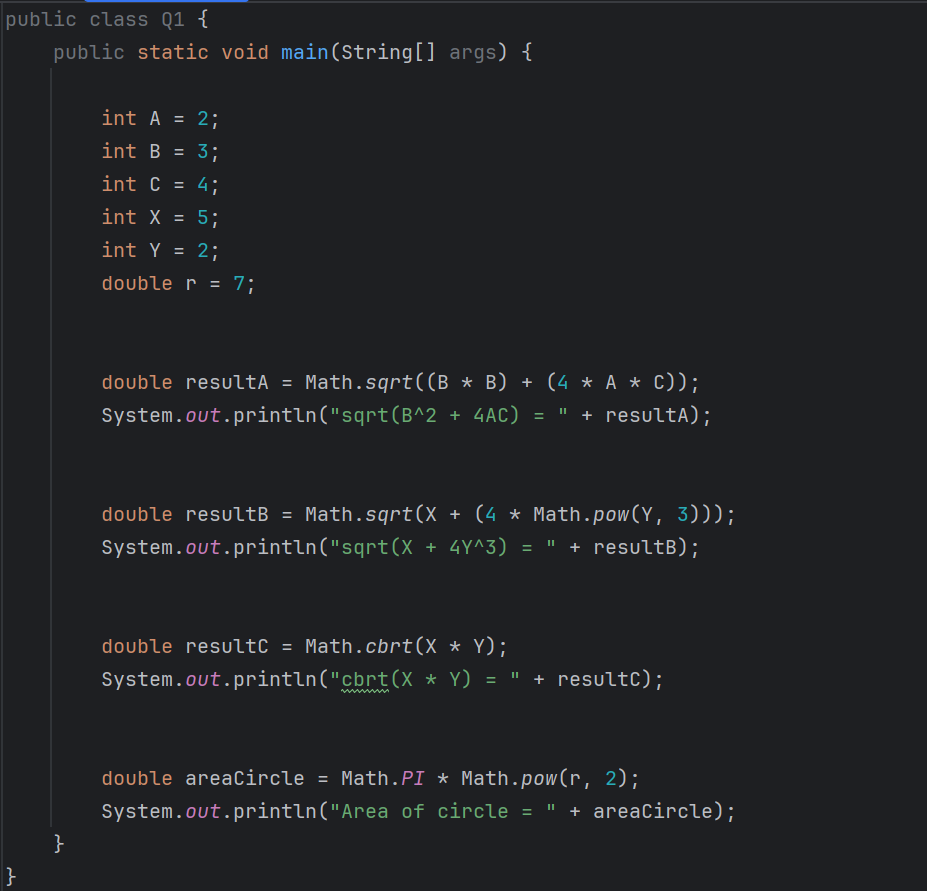 public class Q1 {
    public static void main(String[] args) {
        int A = 2;
        int B = 3;
        int C = 4;
        int X = 5;
        int Y = 2;
        double r = 7;
        double resultA = Math.sqrt((B * B) + (4 * A * C));
        System.out.println("sqrt(B^2 + 4AC) = " + resultA);
        double resultB = Math.sqrt(X + (4 * Math.pow(Y, 3)));
        System.out.println("sqrt(X + 4Y^3) = " + resultB);
        double resultC = Math.cbrt(X * Y);
        System.out.println("cbrt(X * Y) = " + resultC);
        double areaCircle = Math.PI * Math.pow(r, 2);
        System.out.println("Area of circle = " + areaCircle);
    }
}